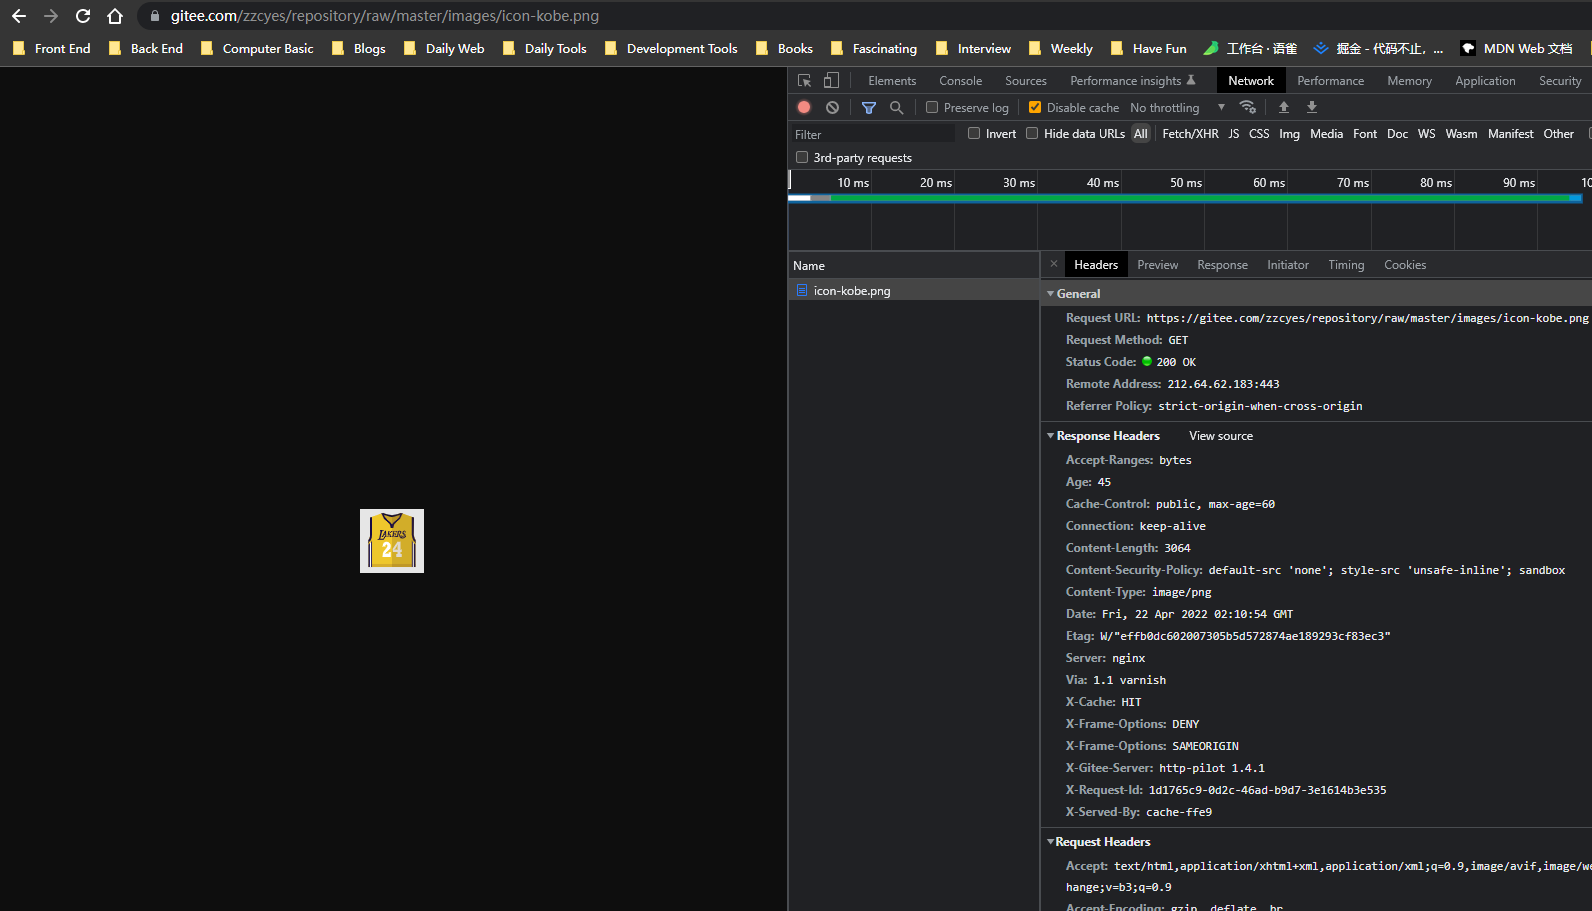 gitee.com/zzcyes/repository/raw/master/images/icon-kobe.png
Front End Back End Computer Basic Blogs Daily Web Daily Tools Development Tools Books Fascinating Interview Weekly Have Fun 工作台 · 语雀 掘金 - 代码不止, ... MDN Web 文档
Elements Console Sources Performance insights Network Performance Memory Application Security
Preserve log Disable cache No throttling
Filter Invert Hide data URLs All Fetch/XHR JS CSS Img Media Font Doc WS Wasm Manifest Other
3rd-party requests
10 ms 20 ms 30 ms 40 ms 50 ms 60 ms 70 ms 80 ms 90 ms 10
Name
icon-kobe.png
Headers Preview Response Initiator Timing Cookies
General
Request URL: https://gitee.com/zzcyes/repository/raw/master/images/icon-kobe.png
Request Method: GET
Status Code: 200 OK
Remote Address: 212.64.62.183:443
Referrer Policy: strict-origin-when-cross-origin
Response Headers View source
Accept-Ranges: bytes
Age: 45
Cache-Control: public, max-age=60
Connection: keep-alive
Content-Length: 3064
Content-Security-Policy: default-src 'none'; style-src 'unsafe-inline'; sandbox
Content-Type: image/png
Date: Fri, 22 Apr 2022 02:10:54 GMT
Etag: W/"effb0dc602007305b5d572874ae189293cf83ec3"
Server: nginx
Via: 1.1 varnish
X-Cache: HIT
X-Frame-Options: DENY
X-Frame-Options: SAMEORIGIN
X-Gitee-Server: http-pilot 1.4.1
X-Request-Id: 1d1765c9-0d2c-46ad-b9d7-3e1614b3e535
X-Served-By: cache-ffe9
Request Headers
Accept: text/html,application/xhtml+xml,application/xml;q=0.9,image/avif,image/we
hange;v=b3;q=0.9
Accept-Encoding: gzip, deflate, br
LAKERS
24